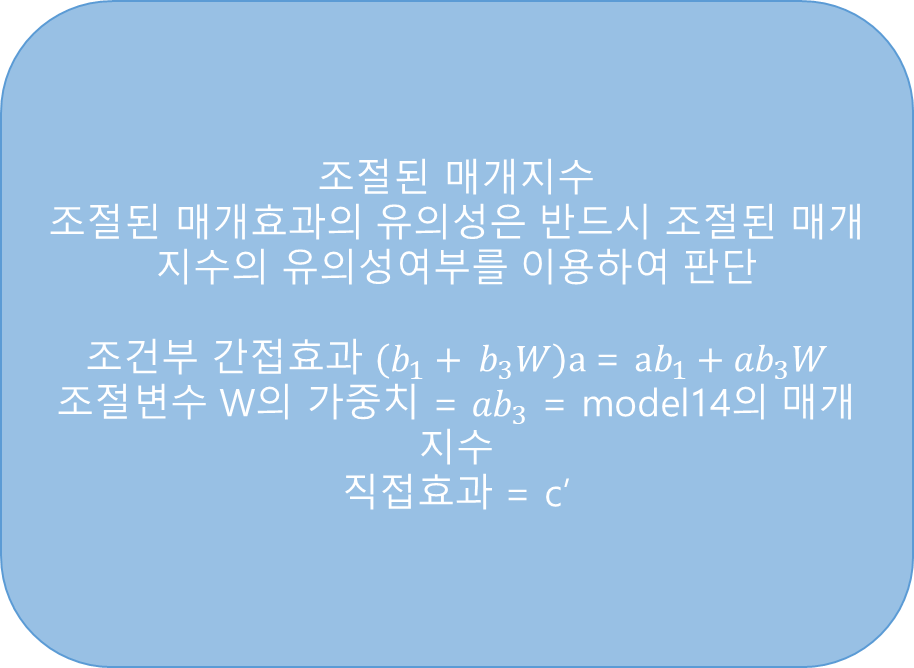 조절된 매개지수
조절된 매개효과의 유의성은 반드시 조절된 매개
지수의 유의성여부를 이용하여 판단
조건부 간접효과 (b₁ + b₃W)a = ab₁ + ab₃W
조절변수 W의 가중치 = ab₃ = model14의 매개
지수
직접효과 = c′